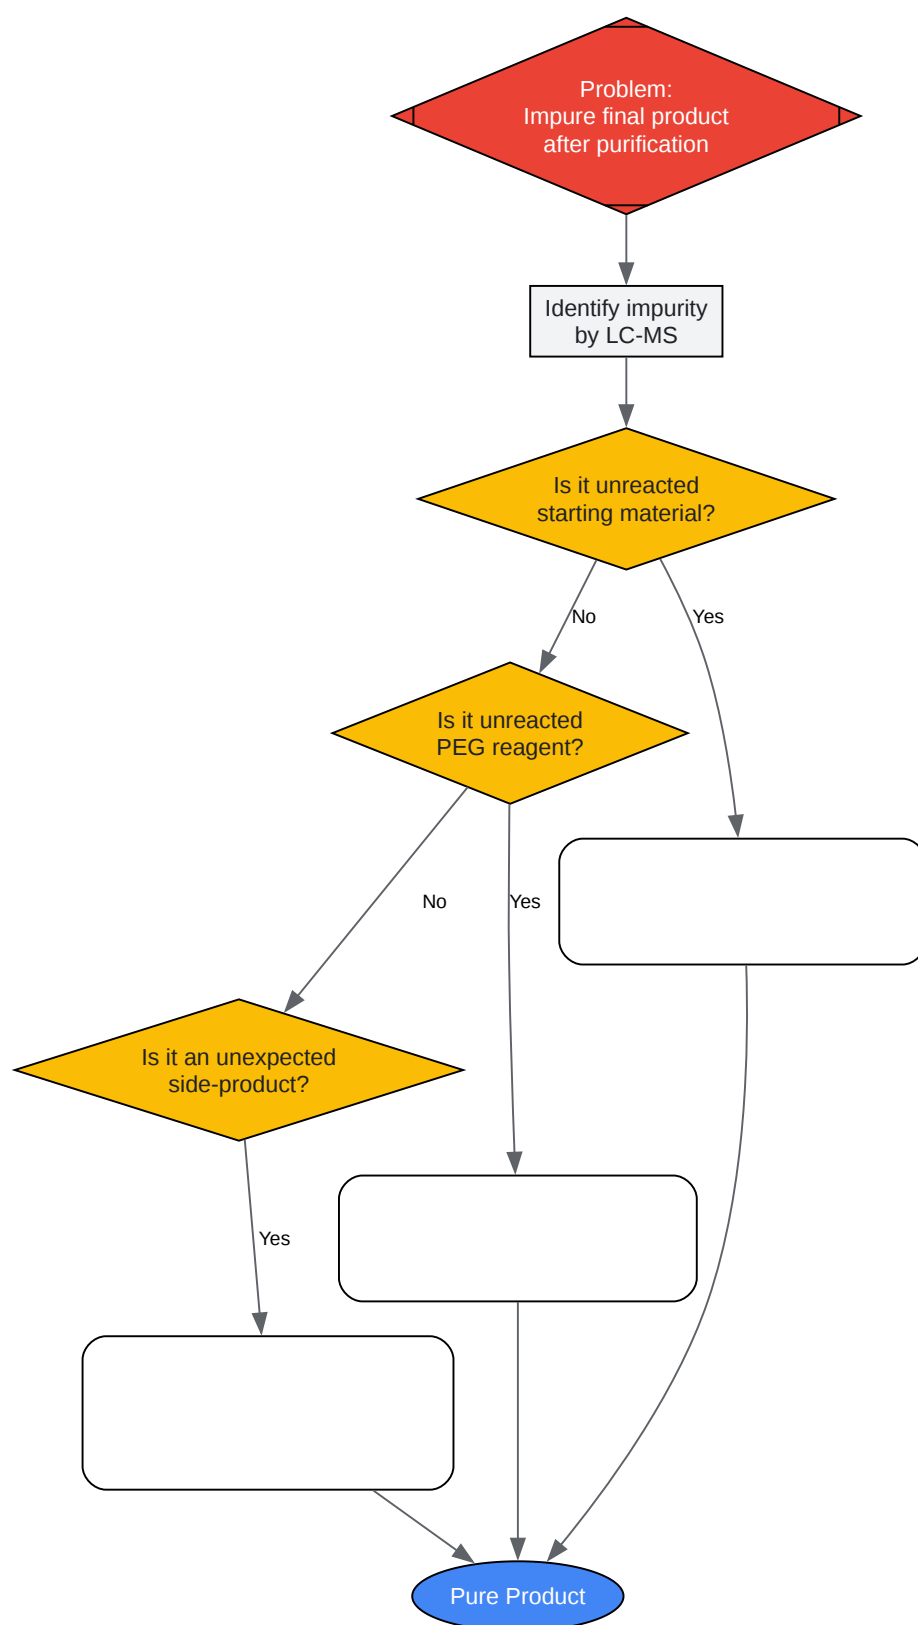 Problem:
Impure final product
after purification
Identify impurity
by LC-MS
Is it unreacted
starting material?
No
Yes
Is it unreacted
PEG reagent?
No
Yes
Is it an unexpected
side-product?
Yes
Pure Product